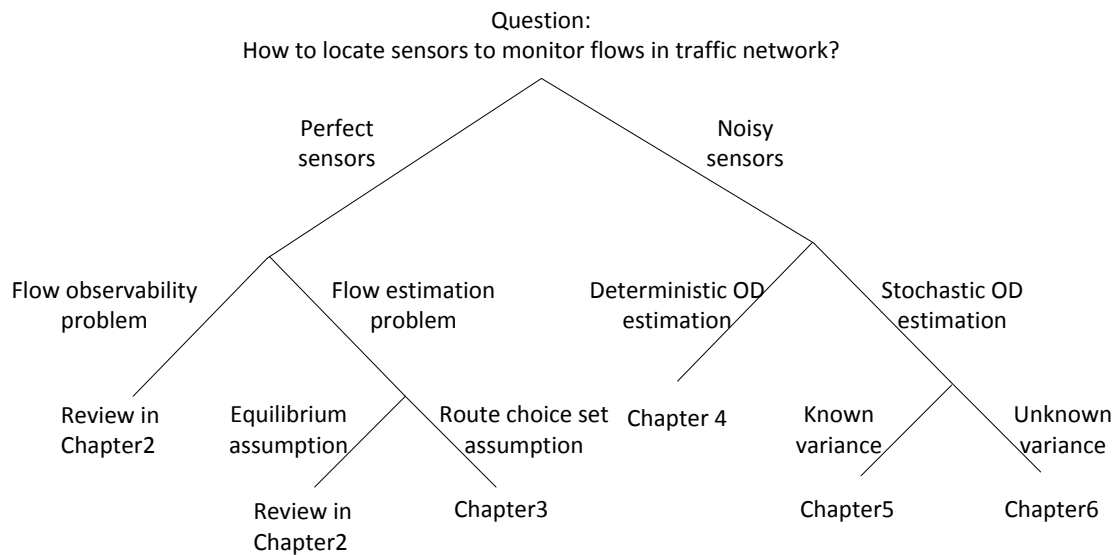 Question:
How to locate sensors to monitor flows in traffic network?
Perfect
sensors
Noisy
sensors
Flow observability
problem
Flow estimation
problem
Deterministic OD
estimation
Stochastic OD
estimation
Review in
Chapter2
Equilibrium
assumption
Route choice set
assumption
Chapter 4
Known
variance
Unknown
variance
Review in
Chapter2
Chapter3
Chapter5
Chapter6